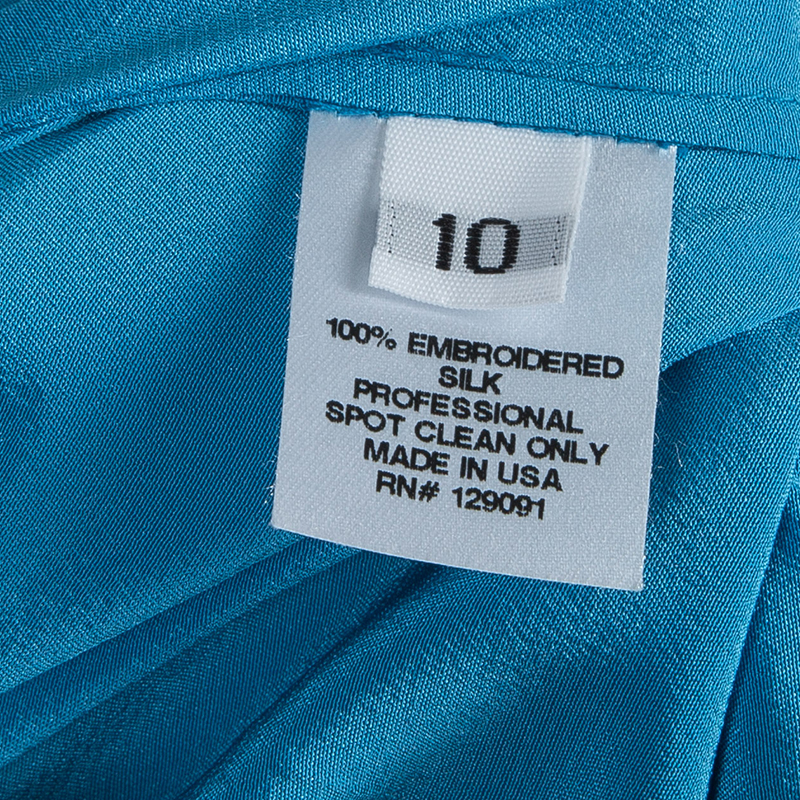 10
100% EMBROIDERED
SILK
PROFESSIONAL
SPOT CLEAN ONLY
MADE IN USA
RN# 129091